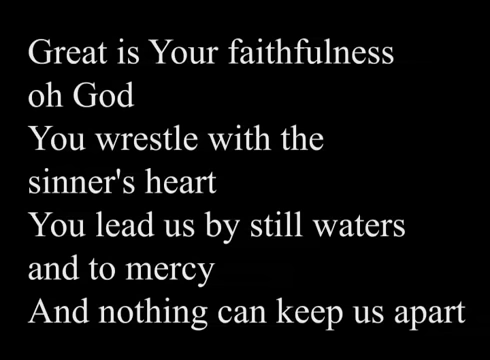 Great is Your faithfulness
oh God
You wrestle with the
sinner's heart
You lead us by still waters
and to mercy
And nothing can keep us apart